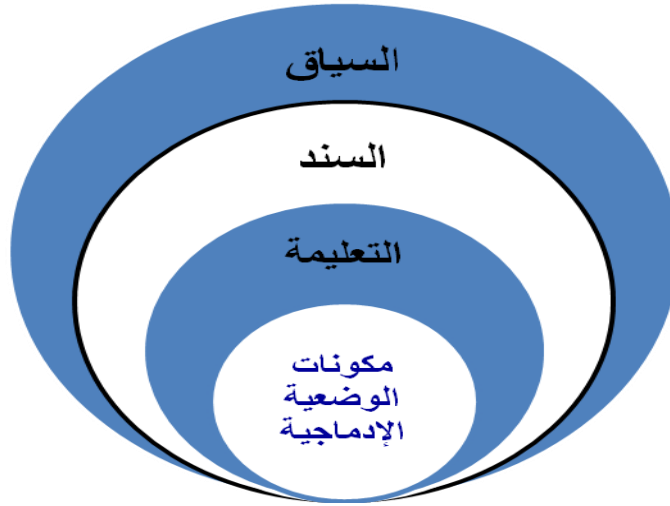 السياق
السند
التعليمة
مكونات
الوضعية
الإدماجية